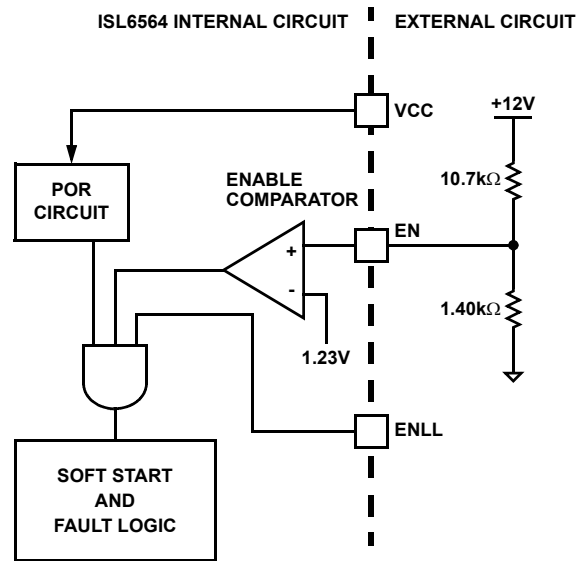 ISL6564 INTERNAL CIRCUIT
EXTERNAL CIRCUIT
VCC
+12V
POR
CIRCUIT
ENABLE
COMPARATOR
10.7kΩ
EN
+
-
1.40kΩ
1.23V
ENLL
SOFT START
AND
FAULT LOGIC